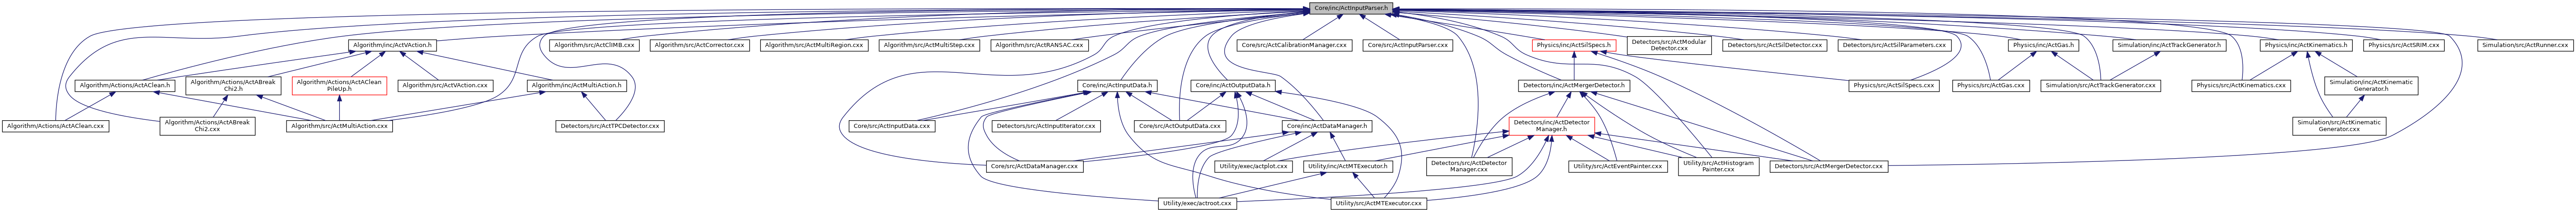 Core/inc/ActInputParser.h
Algorithm/inc/ActVAction.h
Algorithm/src/ActCltMB.cxx
Algorithm/src/ActCorrector.cxx
Algorithm/src/ActMultiRegion.cxx
Algorithm/src/ActMultiStep.cxx
Algorithm/src/ActRANSAC.cxx
Core/src/ActCalibrationManager.cxx
Core/src/ActInputParser.cxx
Physics/inc/ActSilSpecs.h
Detectors/src/ActModular
Detector.cxx
Detectors/src/ActSilDetector.cxx
Detectors/src/ActSilParameters.cxx
Physics/inc/ActGas.h
Simulation/inc/ActTrackGenerator.h
Physics/inc/ActKinematics.h
Physics/src/ActSRIM.cxx
Simulation/src/ActRunner.cxx
Algorithm/Actions/ActAClean.h
Algorithm/Actions/ActABreak
Chi2.h
Algorithm/Actions/ActAClean
PileUp.h
Algorithm/src/ActVAction.cxx
Algorithm/inc/ActMultiAction.h
Core/inc/ActInputData.h
Core/inc/ActOutputData.h
Detectors/inc/ActMergerDetector.h
Physics/src/ActSilSpecs.cxx
Physics/src/ActGas.cxx
Simulation/src/ActTrackGenerator.cxx
Physics/src/ActKinematics.cxx
Simulation/inc/ActKinematic
Generator.h
Algorithm/Actions/ActAClean.cxx
Algorithm/Actions/ActABreak
Chi2.cxx
Algorithm/src/ActMultiAction.cxx
Detectors/src/ActTPCDetector.cxx
Core/src/ActInputData.cxx
Detectors/src/ActInputIterator.cxx
Core/src/ActOutputData.cxx
Core/inc/ActDataManager.h
Detectors/inc/ActDetector
Manager.h
Simulation/src/ActKinematic
Generator.cxx
Core/src/ActDataManager.cxx
Utility/exec/actplot.cxx
Utility/inc/ActMTExecutor.h
Detectors/src/ActDetector
Manager.cxx
Utility/src/ActEventPainter.cxx
Utility/src/ActHistogram
Painter.cxx
Detectors/src/ActMergerDetector.cxx
Utility/exec/actroot.cxx
Utility/src/ActMTExecutor.cxx